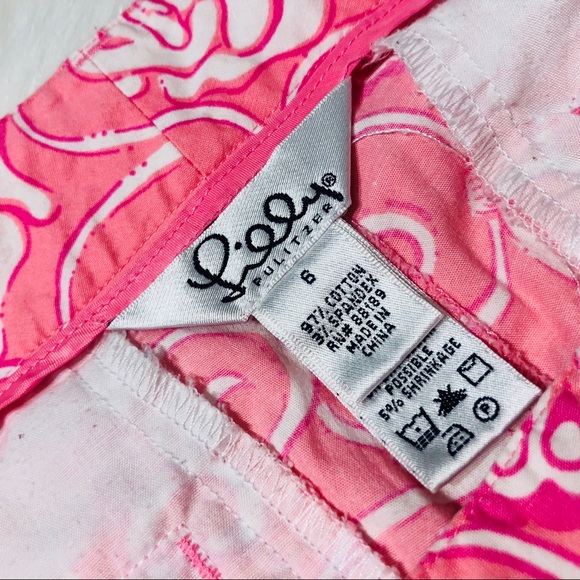 Lilly®
PULITZER
6
97% COTTON
3% SPANDEX
RN# 88189
MADE IN
CHINA
POSSIBLE
5% SHRINKAGE
P